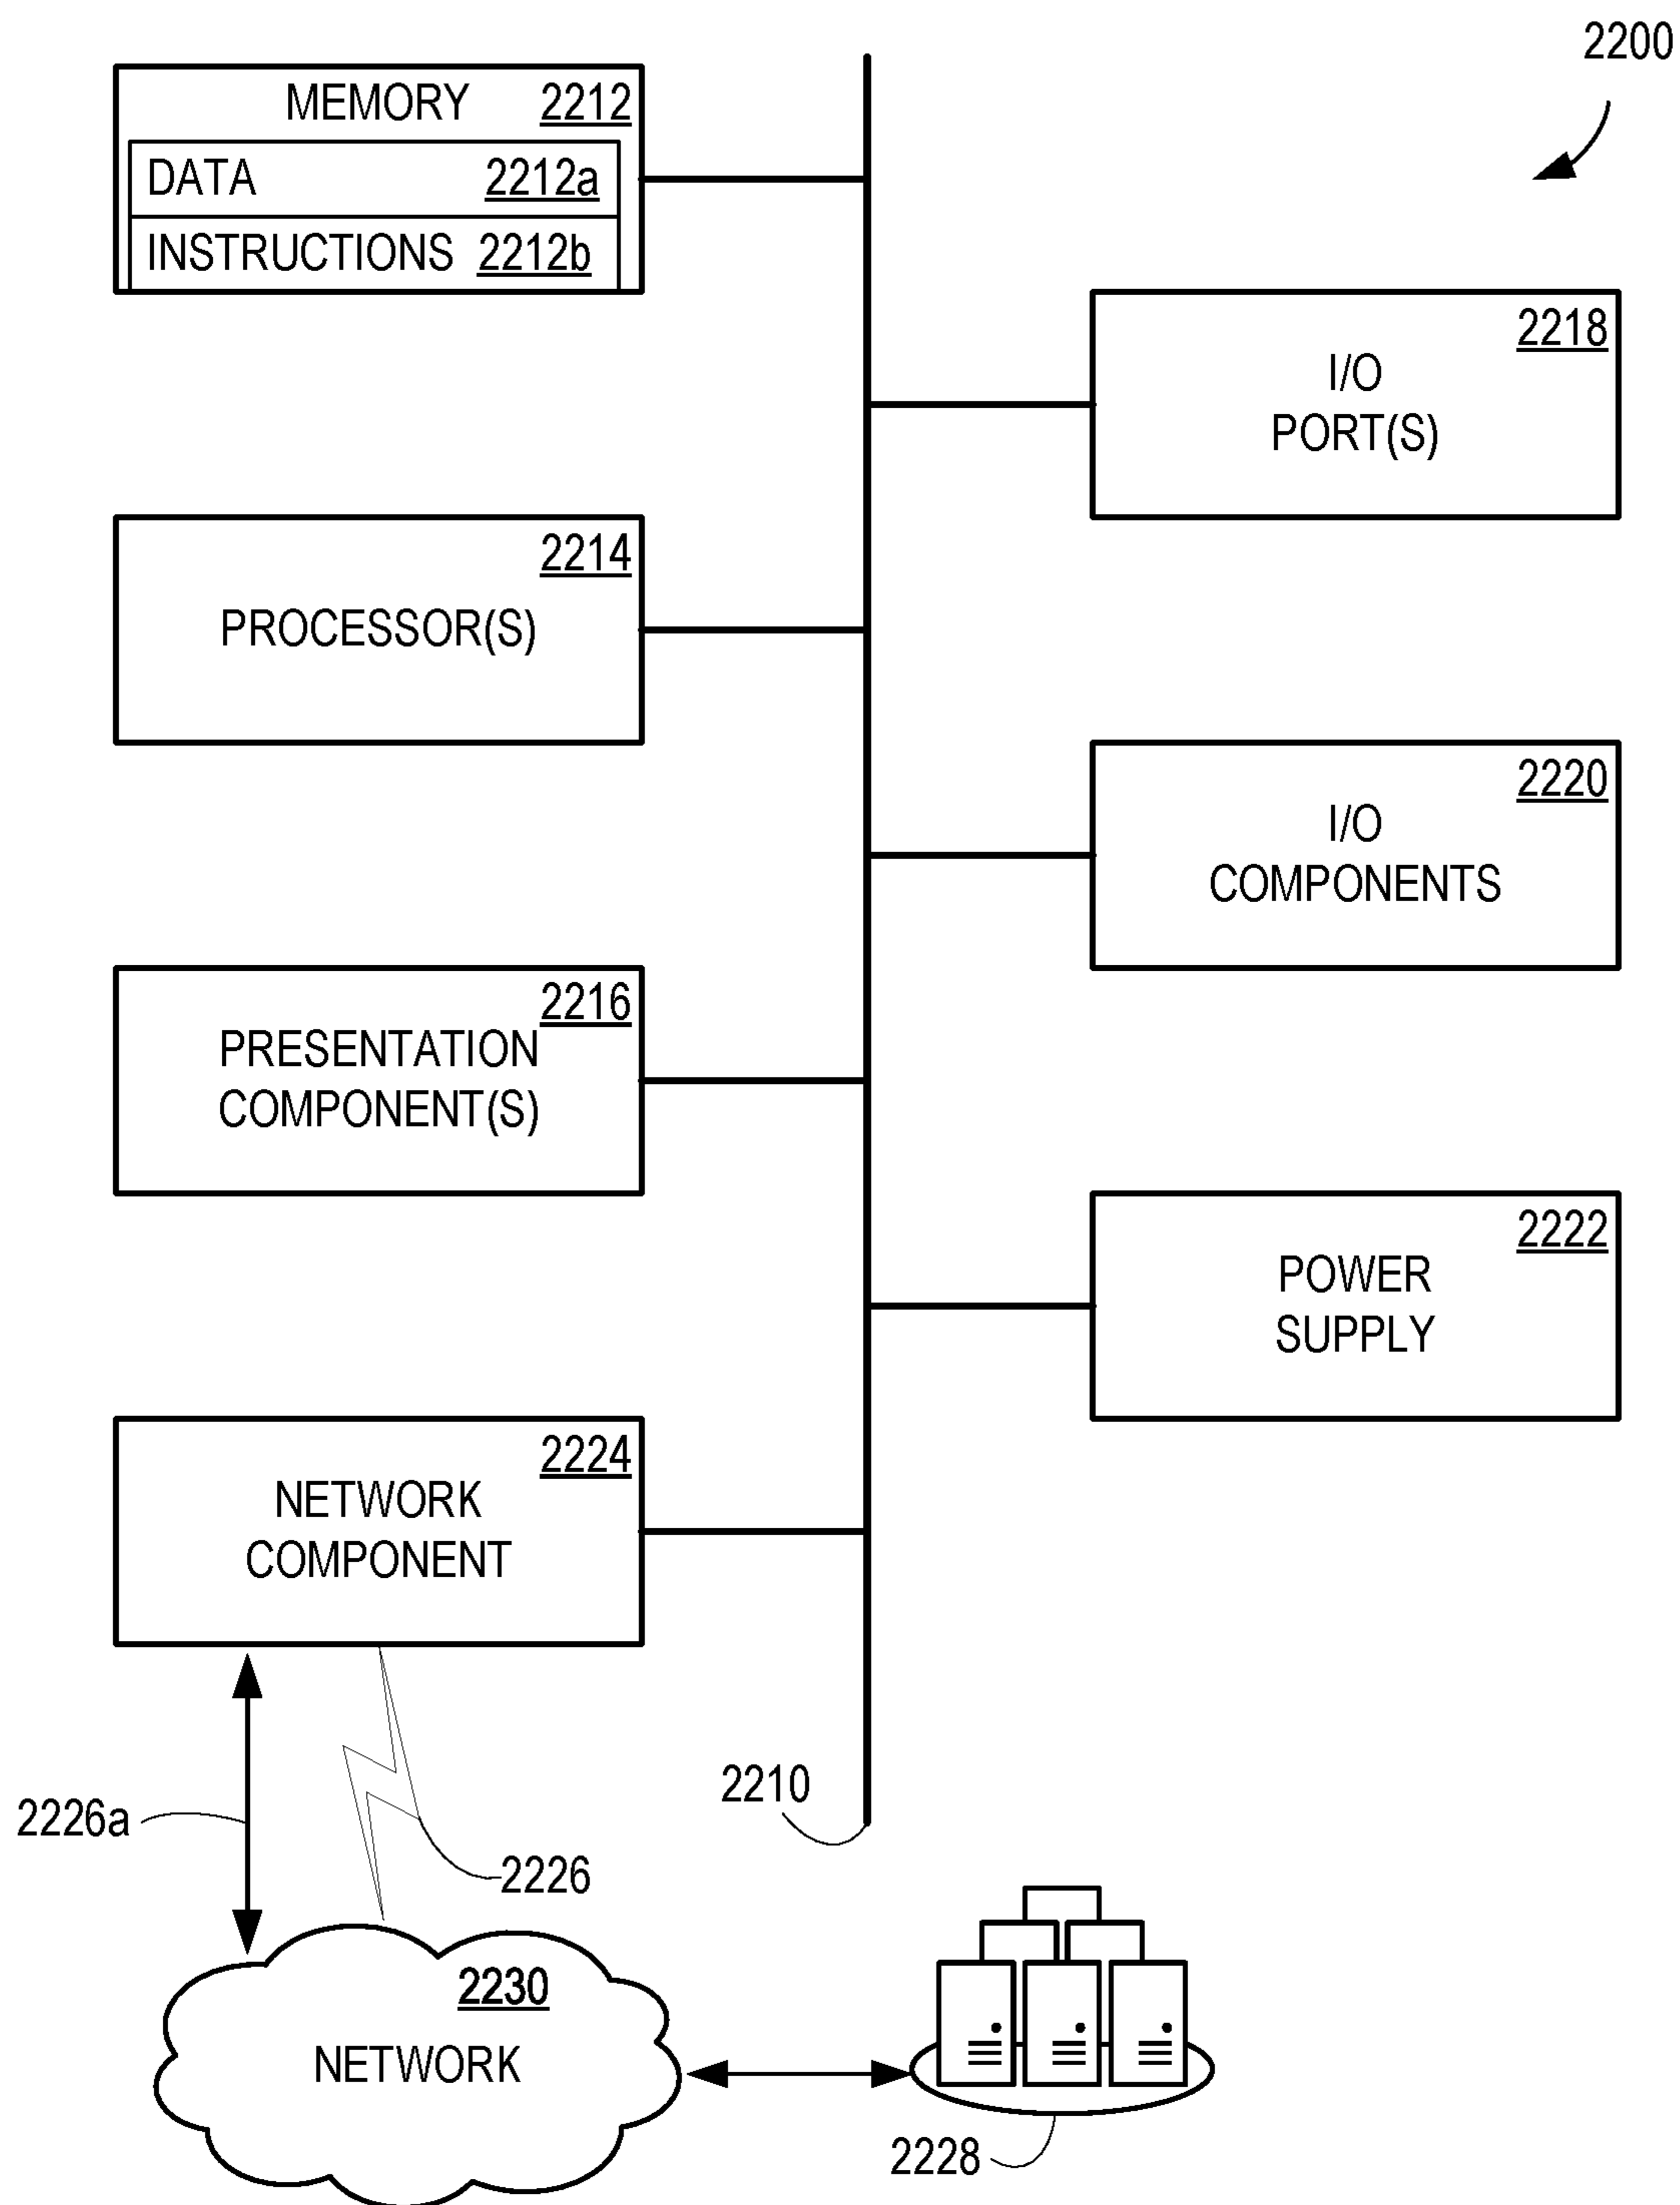 2200
MEMORY 2212
DATA 2212a
INSTRUCTIONS 2212b
2218
I/O
PORT(S)
2214
PROCESSOR(S)
2220
I/O
COMPONENTS
2216
PRESENTATION
COMPONENT(S)
2222
POWER
SUPPLY
2224
NETWORK
COMPONENT
2210
2226a
2226
2230
NETWORK
2228